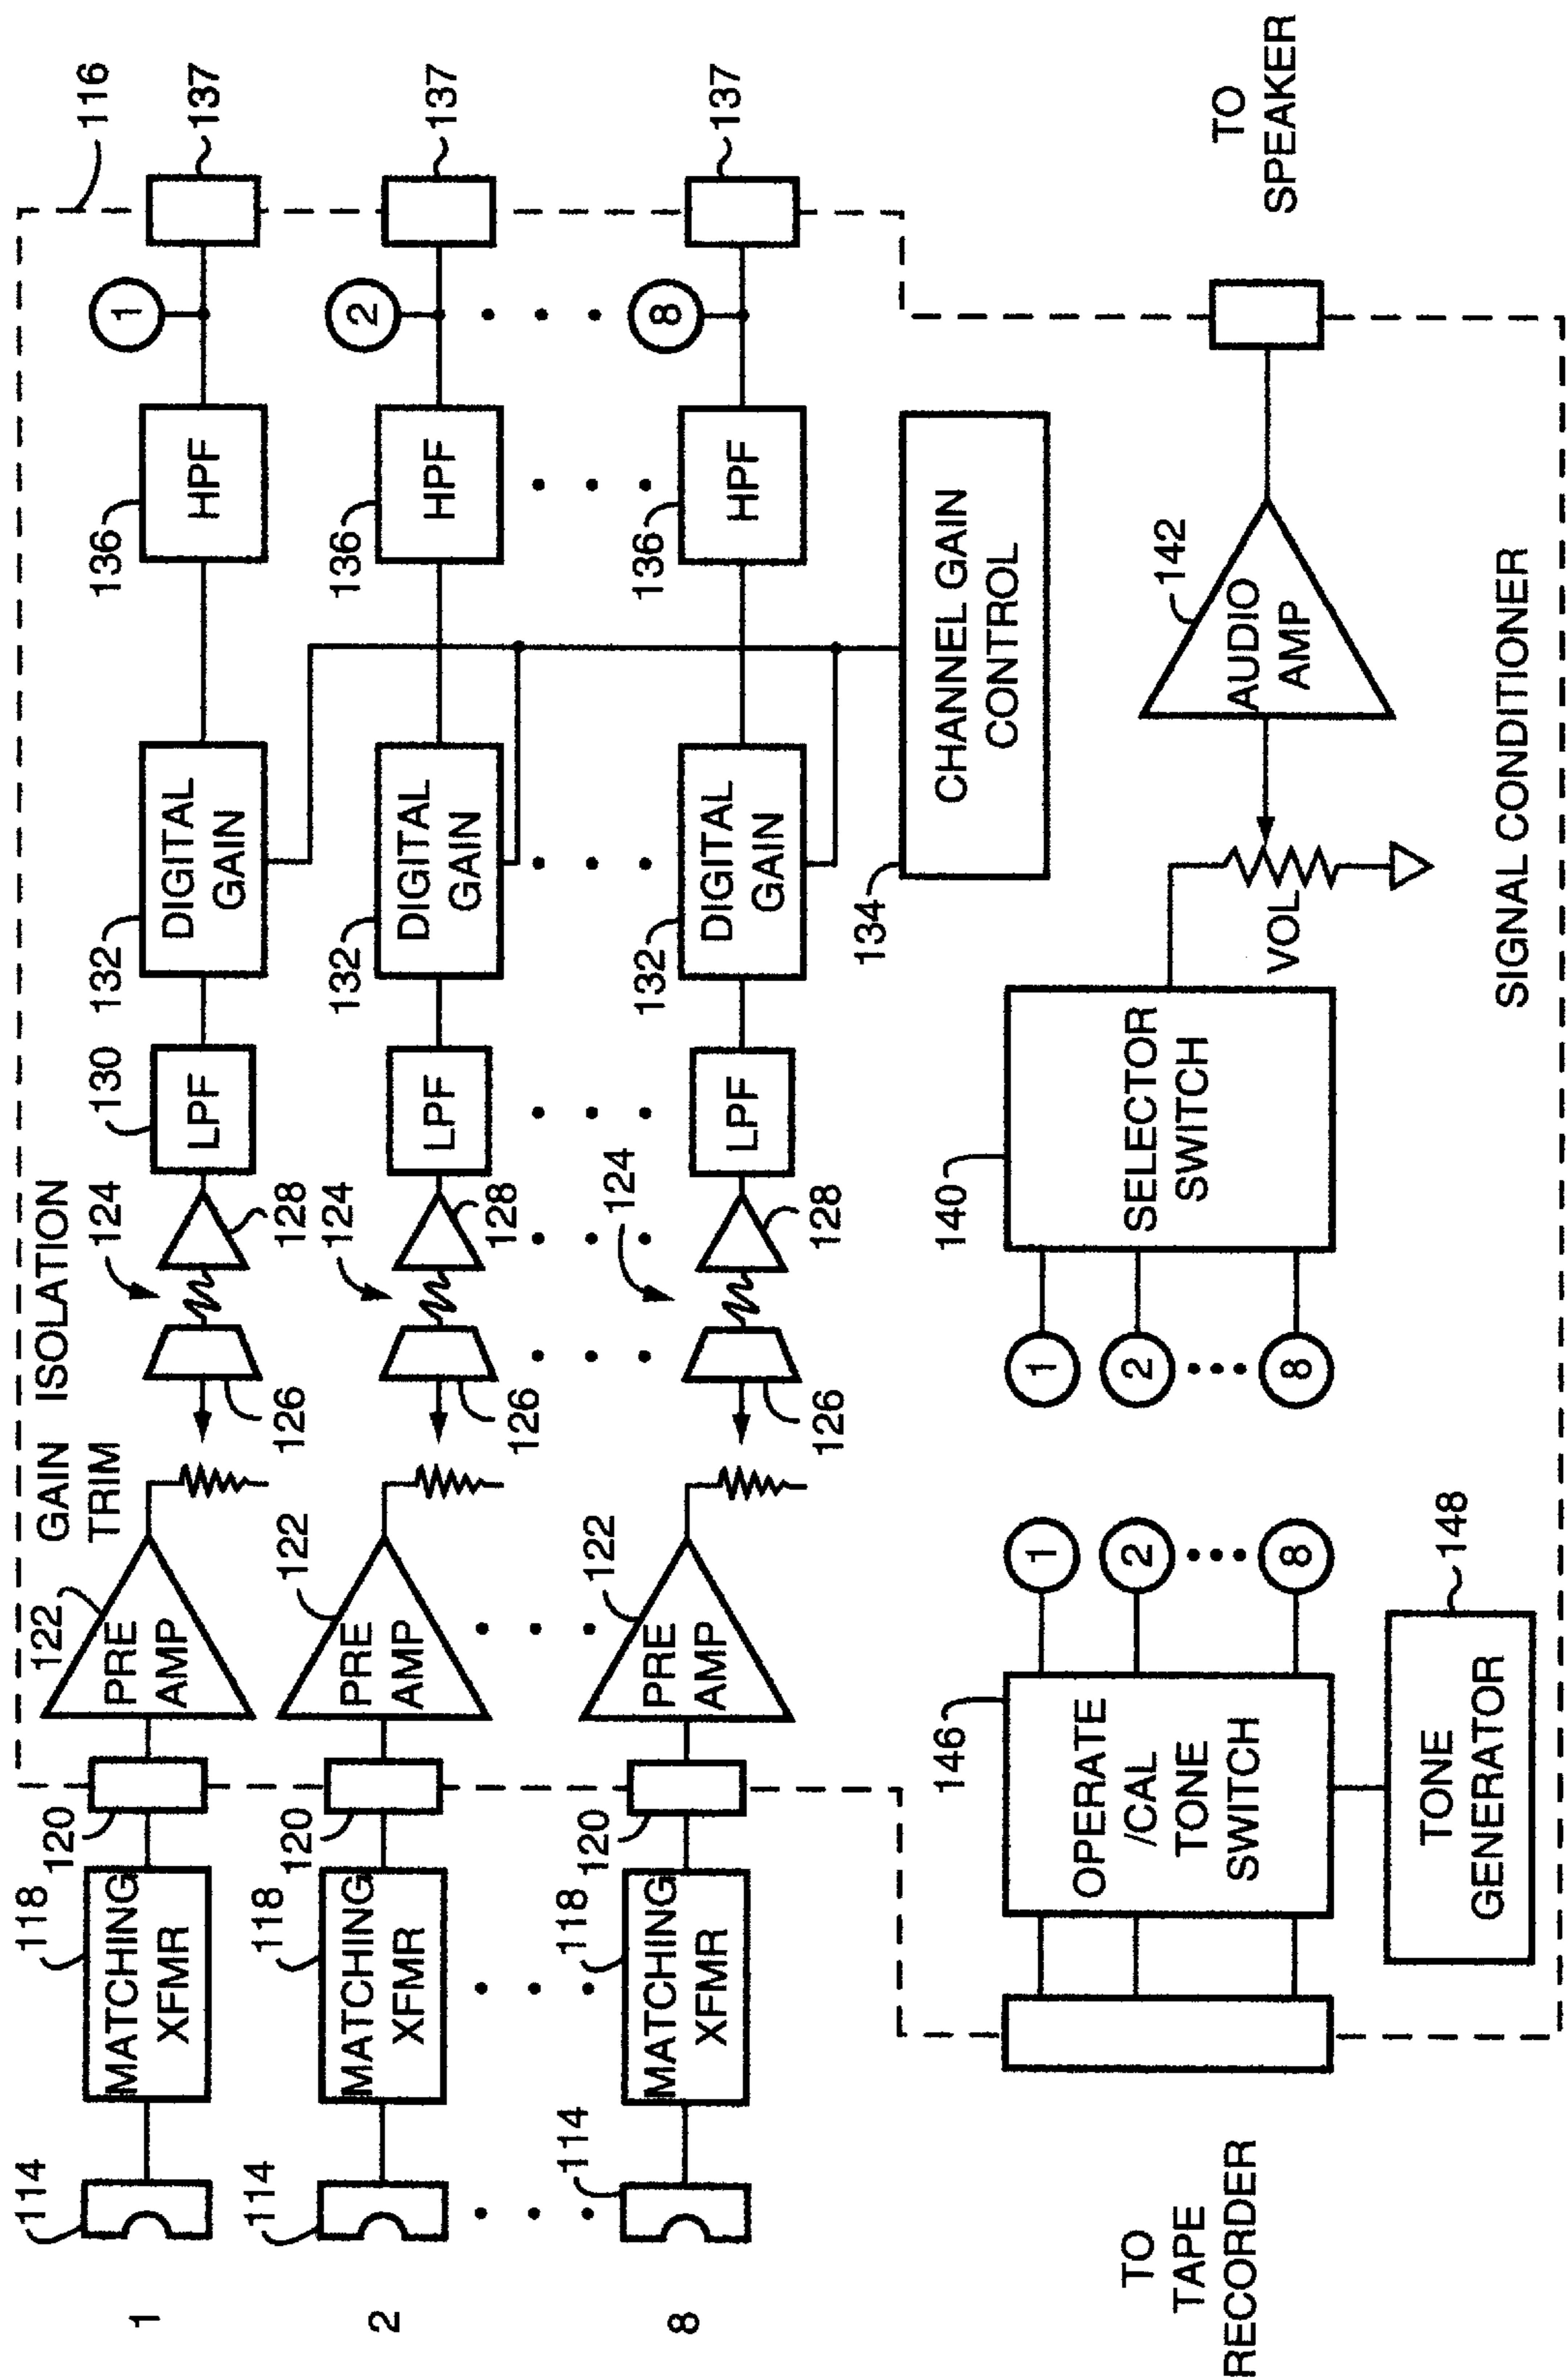 116
GAIN ISOLATION
TRIM
1
114
118
MATCHING
XFMR
120
122
PRE
AMP
126
124
128
130
LPF
132
DIGITAL
GAIN
136
HPF
1
137
2
114
118
MATCHING
XFMR
120
122
PRE
AMP
126
124
128
LPF
132
DIGITAL
GAIN
136
HPF
2
137
8
114
118
MATCHING
XFMR
120
122
PRE
AMP
126
124
128
LPF
132
DIGITAL
GAIN
136
HPF
8
137
134
CHANNEL GAIN
CONTROL
TO
TAPE
RECORDER
146
OPERATE
/CAL
TONE
SWITCH
1
2
8
148
TONE
GENERATOR
1
2
8
140
SELECTOR
SWITCH
VOL
142
AUDIO
AMP
TO
SPEAKER
SIGNAL CONDITIONER